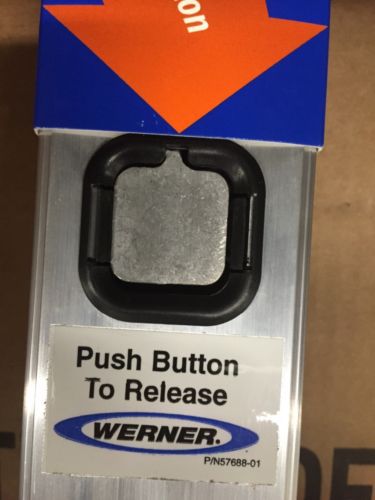 Push Button
To Release
WERNER.
P/N57688-01